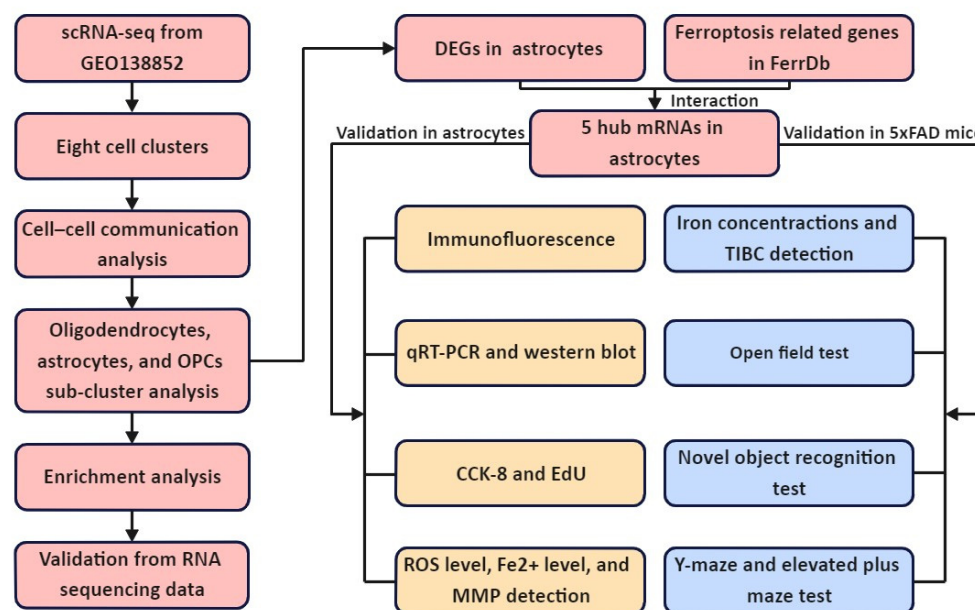 scRNA-seq from
GEO138852
Eight cell clusters
Cell–cell communication
analysis
Oligodendrocytes,
astrocytes, and OPCs
sub-cluster analysis
Enrichment analysis
Validation from RNA
sequencing data
DEGs in astrocytes
Ferroptosis related genes
in FerrDb
Interaction
Validation in astrocytes
5 hub mRNAs in
astrocytes
Validation in 5xFAD mice
Immunofluorescence
Iron concentrations and
TIBC detection
qRT-PCR and western blot
Open field test
CCK-8 and EdU
Novel object recognition
test
ROS level, Fe2+ level, and
MMP detection
Y-maze and elevated plus
maze test